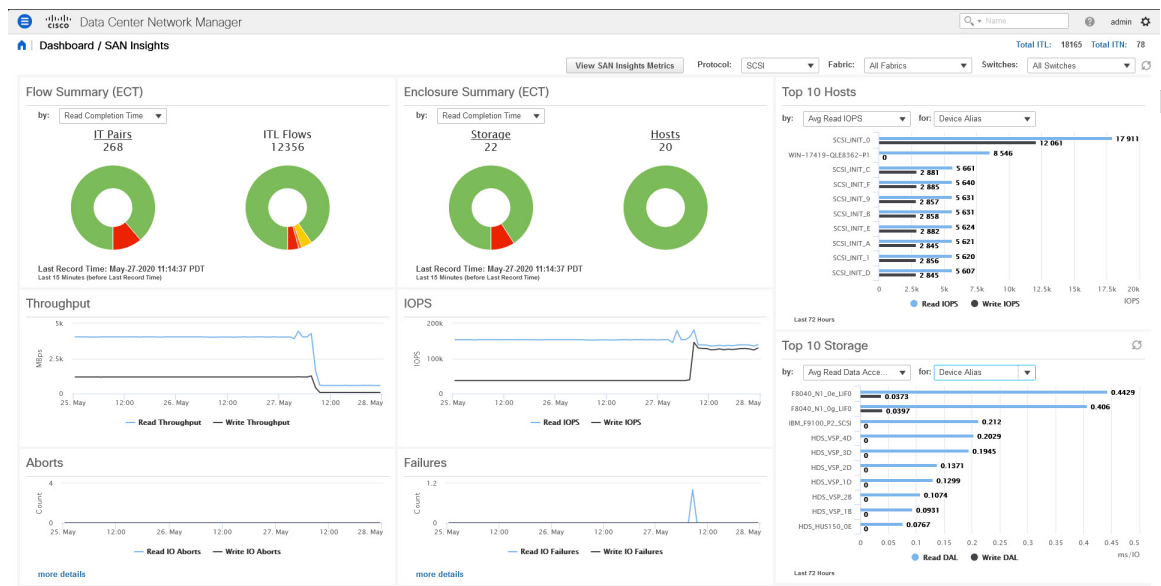 cisco Data Center Network Manager
Name
admin
Dashboard / SAN Insights
Total ITL: 18165 Total ITN: 78
View SAN Insights Metrics Protocol: SCSI Fabric: All Fabrics Switches: All Switches
Flow Summary (ECT)
by: Read Completion Time
IT Pairs
268
ITL Flows
12356
Last Record Time: May-27-2020 11:14:37 PDT
Last 15 Minutes (before Last Record Time)
Enclosure Summary (ECT)
by: Read Completion Time
Storage
22
Hosts
20
Last Record Time: May-27-2020 11:14:37 PDT
Last 15 Minutes (before Last Record Time)
Top 10 Hosts
by: Avg Read IOPS for: Device Alias
SCSI_INIT_0 17 911
12 061
WIN-17419-QLE8362-P1 8 546
0
SCSI_INIT_C 5 661
2 881
SCSI_INIT_F 5 640
2 885
SCSI_INIT_9 5 631
2 857
SCSI_INIT_8 5 631
2 858
SCSI_INIT_E 5 624
2 882
SCSI_INIT_A 5 621
2 845
SCSI_INIT_1 5 620
2 856
SCSI_INIT_D 5 607
2 845
0 2.5k 5k 7.5k 10k 12.5k 15k 17.5k 20k
IOPS
Read IOPS Write IOPS
Last 72 Hours
Throughput
MBps
5k
2.5k
0
25. May 12:00 26. May 12:00 27. May 12:00 28. May
Read Throughput Write Throughput
IOPS
IOPS
200k
100k
0
25. May 12:00 26. May 12:00 27. May 12:00 28. May
Read IOPS Write IOPS
Top 10 Storage
by: Avg Read Data Acce... for: Device Alias
F8040_N1_0e_LIF0 0.4429
0.0373
F8040_N1_0g_LIF0 0.406
0.0397
IBM_F9100_P2_SCSI 0.212
0
HDS_VSP_4D 0.2029
0
HDS_VSP_3D 0.1945
0
HDS_VSP_2D 0.1371
0
HDS_VSP_1D 0.1299
0
HDS_VSP_2B 0.1074
0
HDS_VSP_1B 0.0931
0
HDS_HUS150_0E 0.0767
0
0 0.05 0.1 0.15 0.2 0.25 0.3 0.35 0.4 0.45 0.5
ms/IO
Read DAL Write DAL
Last 72 Hours
Aborts
Count
4
0
25. May 12:00 26. May 12:00 27. May 12:00 28. May
Read IO Aborts Write IO Aborts
more details
Failures
Count
1.2
0
25. May 12:00 26. May 12:00 27. May 12:00 28. May
Read IO Failures Write IO Failures
more details